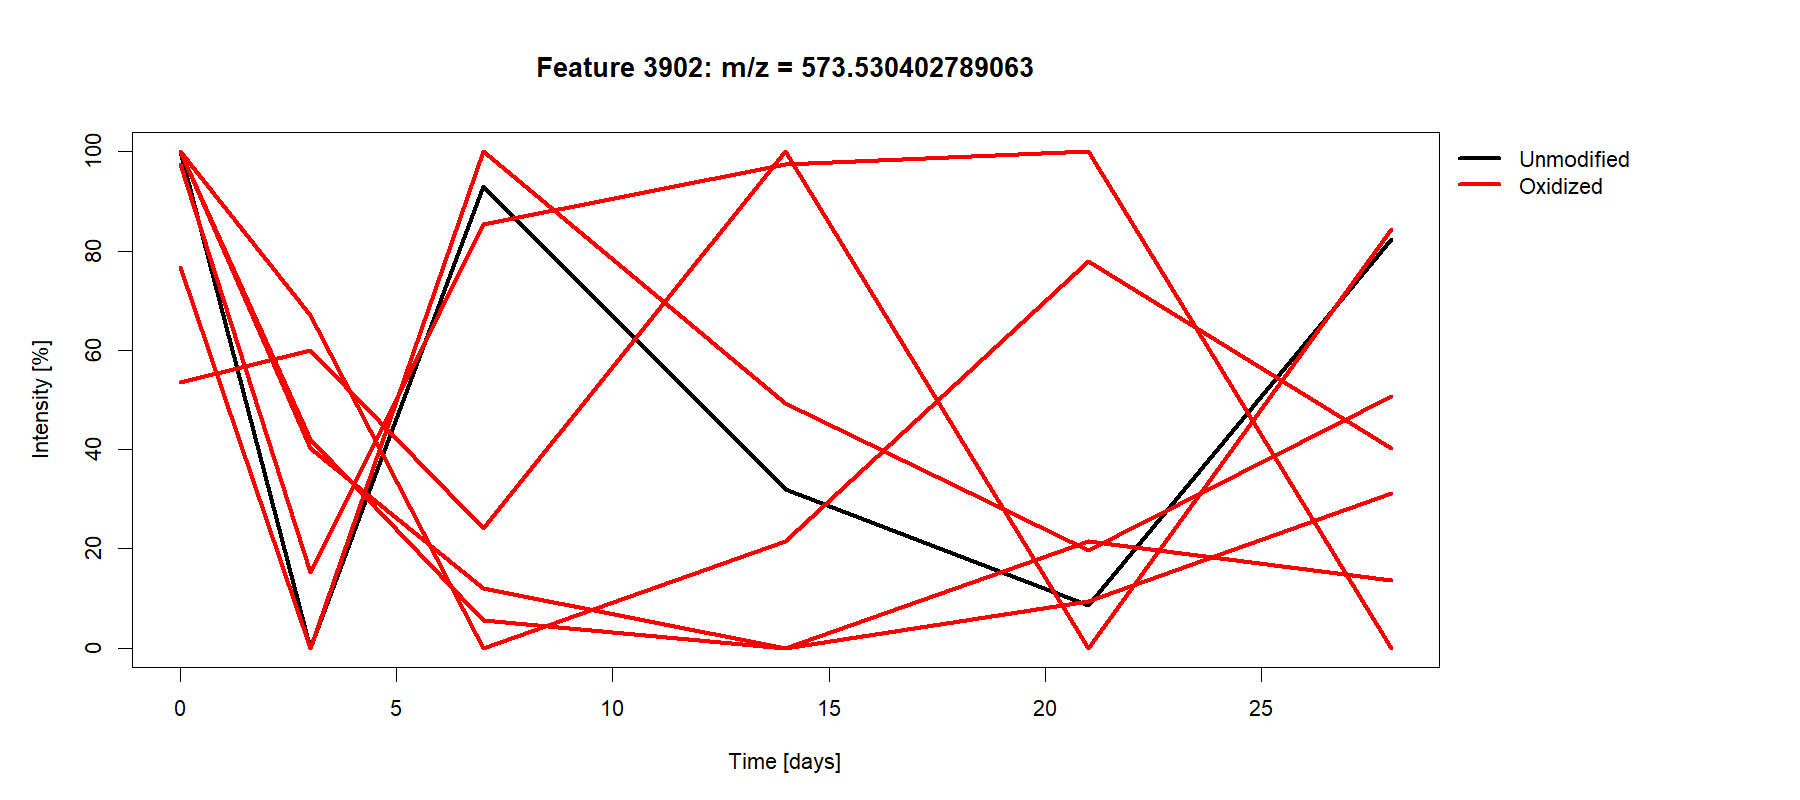 Feature 3902: m/z = 573.530402789063
Unmodified
Oxidized
Intensity [%]
100
80
60
40
20
0
0 5 10 15 20 25
Time [days]